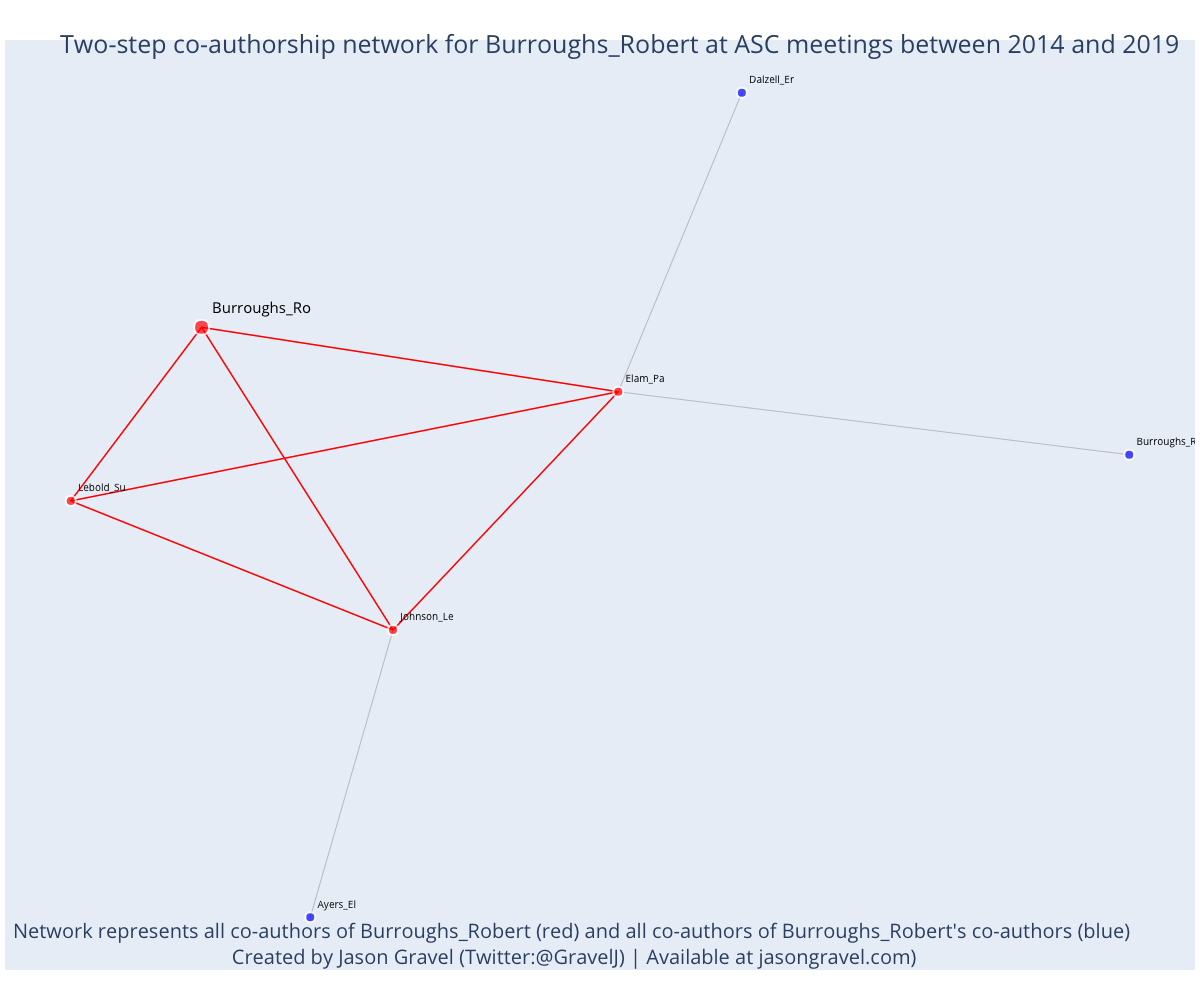 Two-step co-authorship network for Burroughs_Robert at ASC meetings between 2014 and 2019
Dalzell_Er
Burroughs_Ro
Elam_Pa
Burroughs_R
Lebold_Su
Johnson_Le
Ayers_El
Network represents all co-authors of Burroughs_Robert (red) and all co-authors of Burroughs_Robert's co-authors (blue)
Created by Jason Gravel (Twitter:@GravelJ) | Available at jasongravel.com)